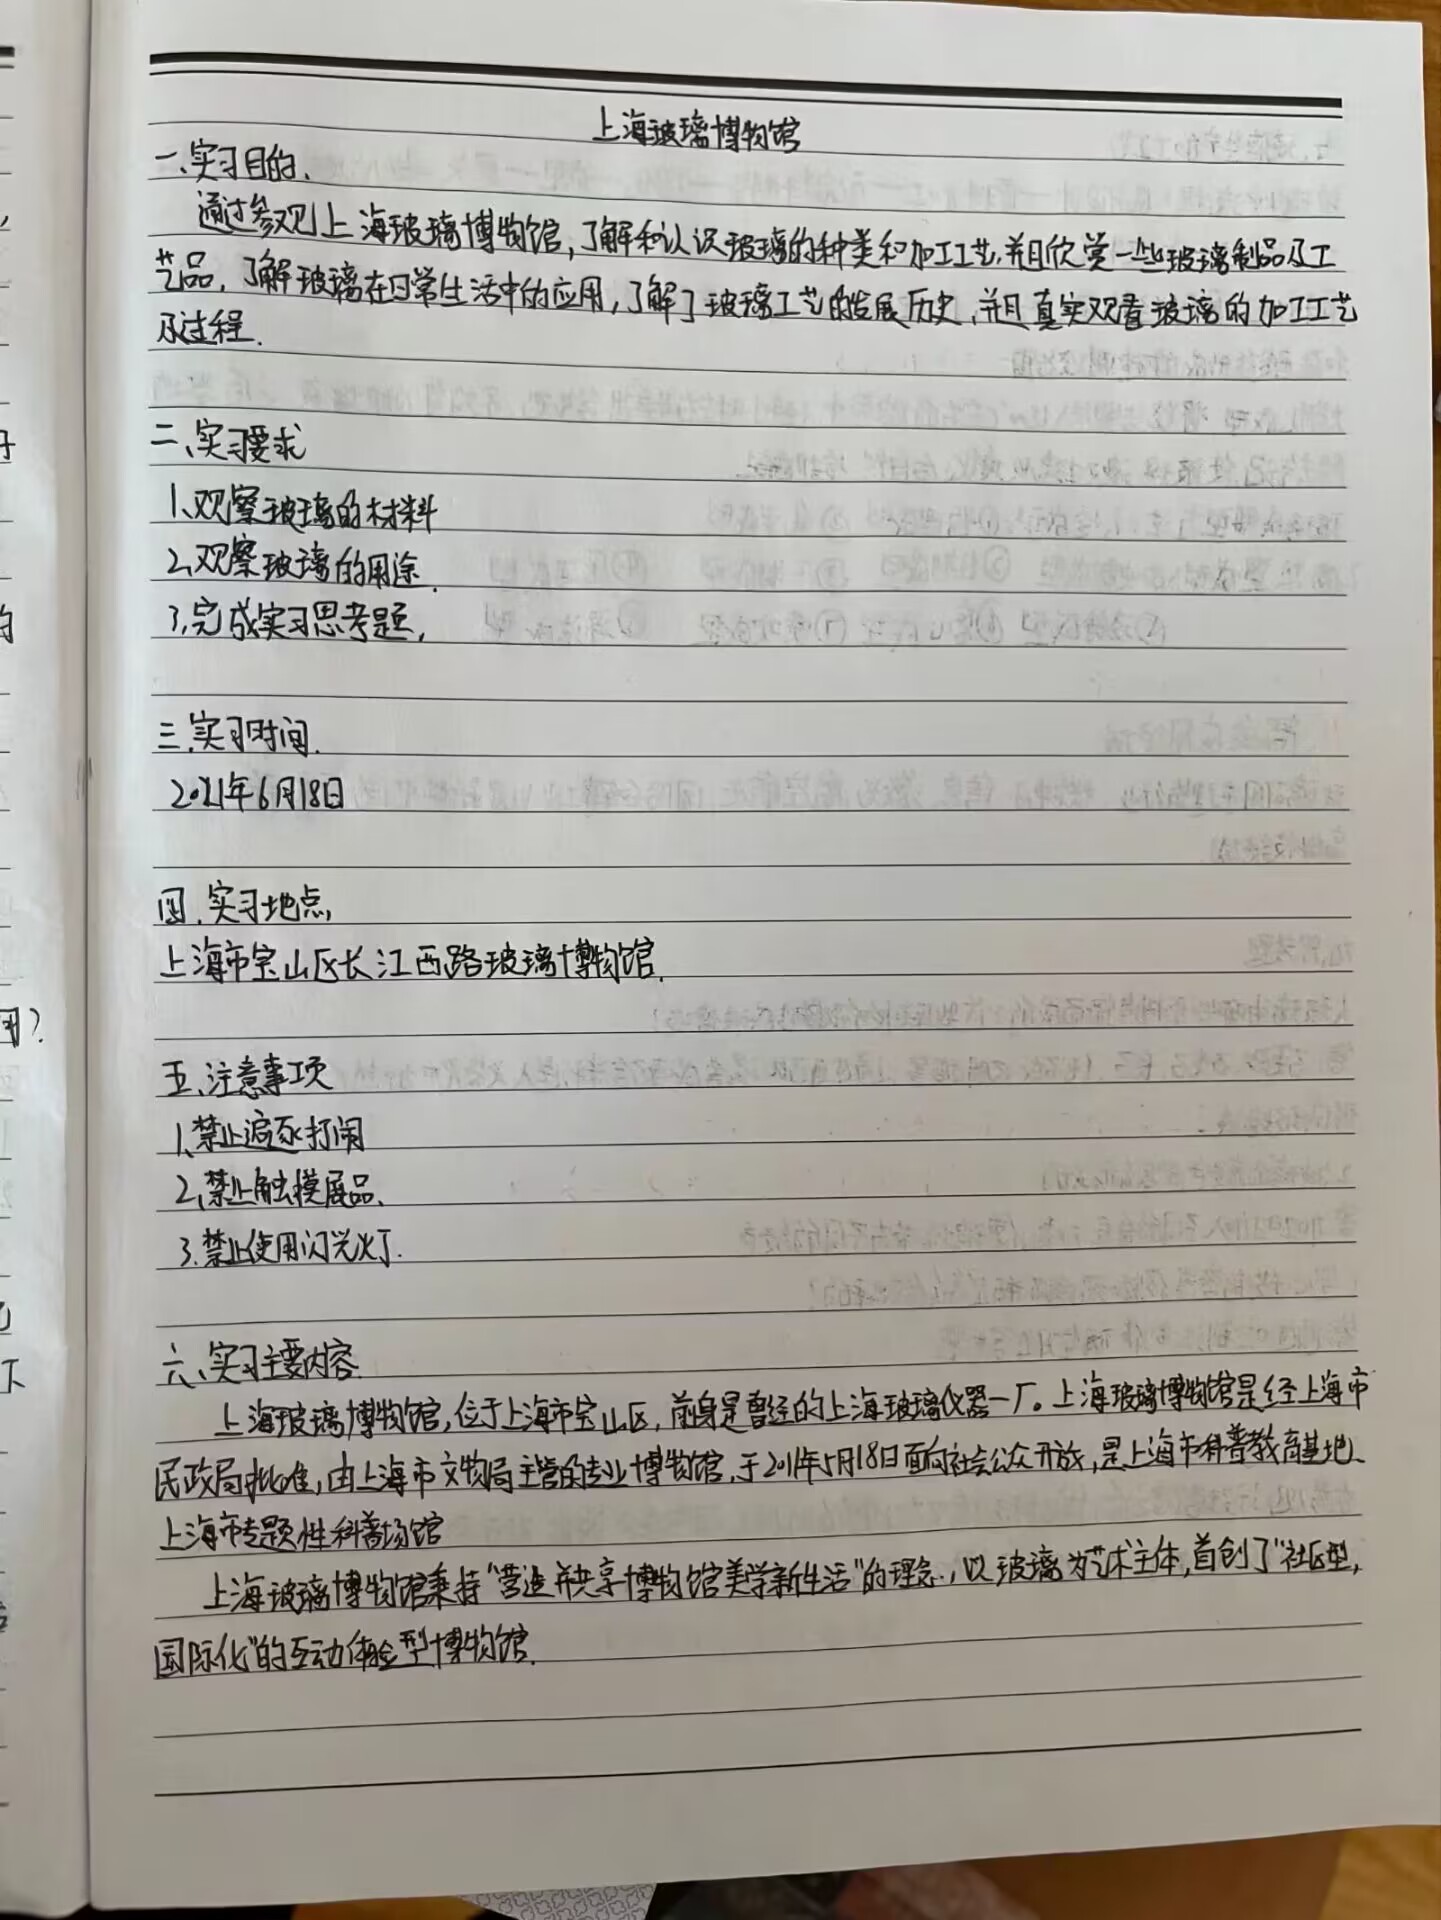 上海玻璃博物馆
一、实习目的.
通过参观上海玻璃博物馆,了解和认识玻璃的种类和加工工艺,并且欣赏一些玻璃制品及工
艺品,了解玻璃在日常生活中的应用,了解了玻璃工艺的发展历史,并且真实观看玻璃的加工工艺
及过程.
二、实习要求
1、观察玻璃的材料
2、观察玻璃的用途.
3、完成实习思考题,
三.实习时间.
2021年6月18日
四.实习地点,
上海市宝山区长江西路玻璃博物馆.
五.注意事项
1.禁止追逐打闹
2、禁止触摸展品.
3.禁止使用闪光灯.
六、实习主要内容.
上海玻璃博物馆,位于上海市宝山区,前身是曾经的上海玻璃仪器一厂。上海玻璃博物馆是经上海市
民政局批准,由上海市文物局主管的专业博物馆,于2011年5月18日面向社会公众开放,是上海市科普教育基地、
上海市专题性科普场馆
上海玻璃博物馆秉持"营造并共享博物馆美学新生活"的理念,以玻璃为艺术主体,首创了"社区型,
国际化"的互动体验型博物馆.
子
的
国?
下